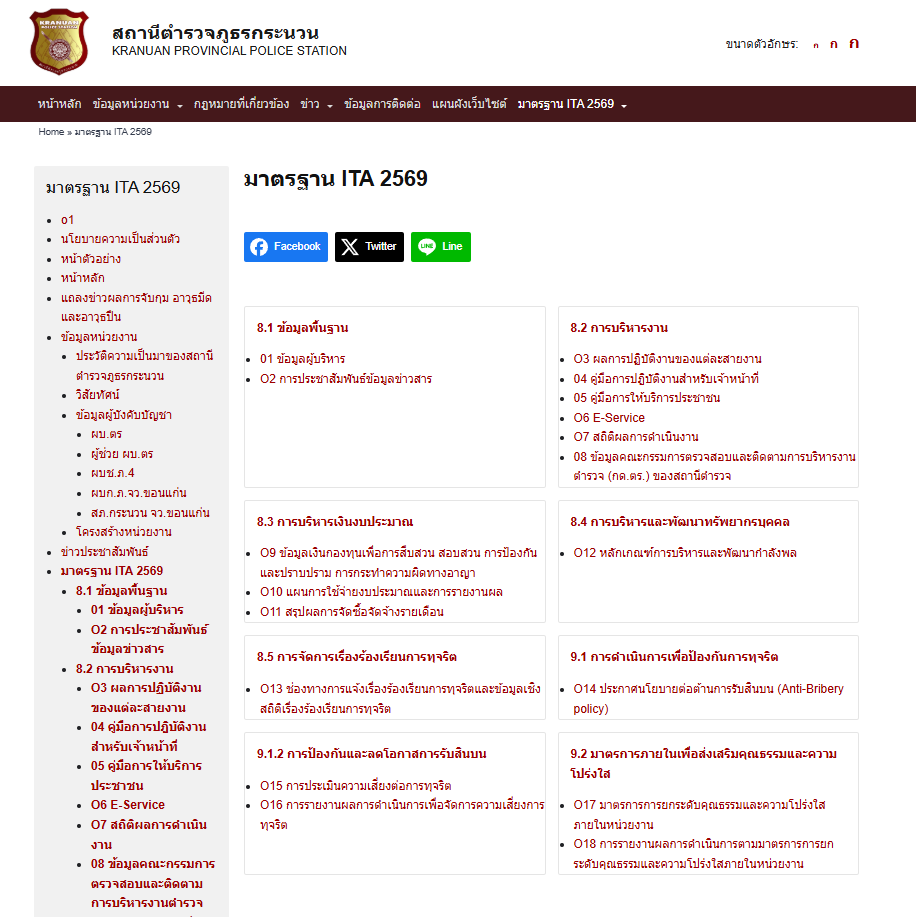 KRANUAN
สถานีตำรวจภูธรกระนวน
KRANUAN PROVINCIAL POLICE STATION
ขนาดตัวอักษร: ก ก ก
หน้าหลัก ข้อมูลหน่วยงาน กฎหมายที่เกี่ยวข้อง ข่าว ข้อมูลการติดต่อ แผนผังเว็บไซต์ มาตรฐาน ITA 2569
Home » มาตรฐาน ITA 2569
มาตรฐาน ITA 2569
o1
นโยบายความเป็นส่วนตัว
หน้าตัวอย่าง
หน้าหลัก
แถลงข่าวผลการจับกุม อาวุธมีด
และอาวุธปืน
ข้อมูลหน่วยงาน
ประวัติความเป็นมาของสถานี
ตำรวจภูธรกระนวน
วิสัยทัศน์
ข้อมูลผู้บังคับบัญชา
ผบ.ตร
ผู้ช่วย ผบ.ตร
ผบช.ภ.4
ผบก.ภ.จว.ขอนแก่น
สภ.กระนวน จว.ขอนแก่น
โครงสร้างหน่วยงาน
ข่าวประชาสัมพันธ์
มาตรฐาน ITA 2569
8.1 ข้อมูลพื้นฐาน
01 ข้อมูลผู้บริหาร
O2 การประชาสัมพันธ์
ข้อมูลข่าวสาร
8.2 การบริหารงาน
O3 ผลการปฏิบัติงาน
ของแต่ละสายงาน
04 คู่มือการปฏิบัติงาน
สำหรับเจ้าหน้าที่
05 คู่มือการให้บริการ
ประชาชน
O6 E-Service
O7 สถิติผลการดำเนิน
งาน
08 ข้อมูลคณะกรรมการ
ตรวจสอบและติดตาม
การบริหารงานตำรวจ
มาตรฐาน ITA 2569
Facebook Twitter LINE Line
8.1 ข้อมูลพื้นฐาน
01 ข้อมูลผู้บริหาร
O2 การประชาสัมพันธ์ข้อมูลข่าวสาร
8.2 การบริหารงาน
O3 ผลการปฏิบัติงานของแต่ละสายงาน
04 คู่มือการปฏิบัติงานสำหรับเจ้าหน้าที่
05 คู่มือการให้บริการประชาชน
O6 E-Service
O7 สถิติผลการดำเนินงาน
08 ข้อมูลคณะกรรมการตรวจสอบและติดตามการบริหารงาน
ตำรวจ (กต.ตร.) ของสถานีตำรวจ
8.3 การบริหารเงินงบประมาณ
O9 ข้อมูลเงินกองทุนเพื่อการสืบสวน สอบสวน การป้องกัน
และปราบปราม การกระทำความผิดทางอาญา
O10 แผนการใช้จ่ายงบประมาณและการรายงานผล
O11 สรุปผลการจัดซื้อจัดจ้างรายเดือน
8.4 การบริหารและพัฒนาทรัพยากรบุคคล
O12 หลักเกณฑ์การบริหารและพัฒนากำลังพล
8.5 การจัดการเรื่องร้องเรียนการทุจริต
O13 ช่องทางการแจ้งเรื่องร้องเรียนการทุจริตและข้อมูลเชิง
สถิติเรื่องร้องเรียนการทุจริต
9.1 การดำเนินการเพื่อป้องกันการทุจริต
O14 ประกาศนโยบายต่อต้านการรับสินบน (Anti-Bribery
policy)
9.1.2 การป้องกันและลดโอกาสการรับสินบน
O15 การประเมินความเสี่ยงต่อการทุจริต
O16 การรายงานผลการดำเนินการเพื่อจัดการความเสี่ยงการ
ทุจริต
9.2 มาตรการภายในเพื่อส่งเสริมคุณธรรมและความ
โปร่งใส
O17 มาตรการการยกระดับคุณธรรมและความโปร่งใส
ภายในหน่วยงาน
O18 การรายงานผลการดำเนินการตามมาตรการการยก
ระดับคุณธรรมและความโปร่งใสภายในหน่วยงาน